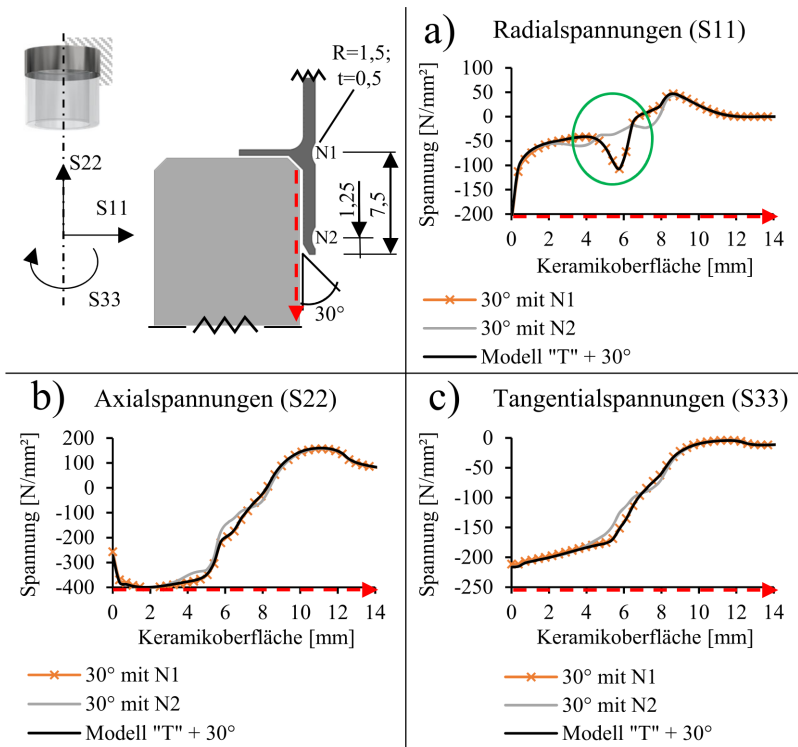 S22
S11
S33
R=1,5;
t=0,5
N1
N2
1,25
7,5
30°
a) Radialspannungen (S11)
Spannung [N/mm²]
100
50
0
-50
-100
-150
-200
0 2 4 6 8 10 12 14
Keramikoberfläche [mm]
30° mit N1
30° mit N2
Modell "T" + 30°
b) Axialspannungen (S22)
Spannung [N/mm²]
200
100
0
-100
-200
-300
-400
0 2 4 6 8 10 12 14
Keramikoberfläche [mm]
30° mit N1
30° mit N2
Modell "T" + 30°
c) Tangentialspannungen (S33)
Spannung [N/mm²]
0
-50
-100
-150
-200
-250
0 2 4 6 8 10 12 14
Keramikoberfläche [mm]
30° mit N1
30° mit N2
Modell "T" + 30°